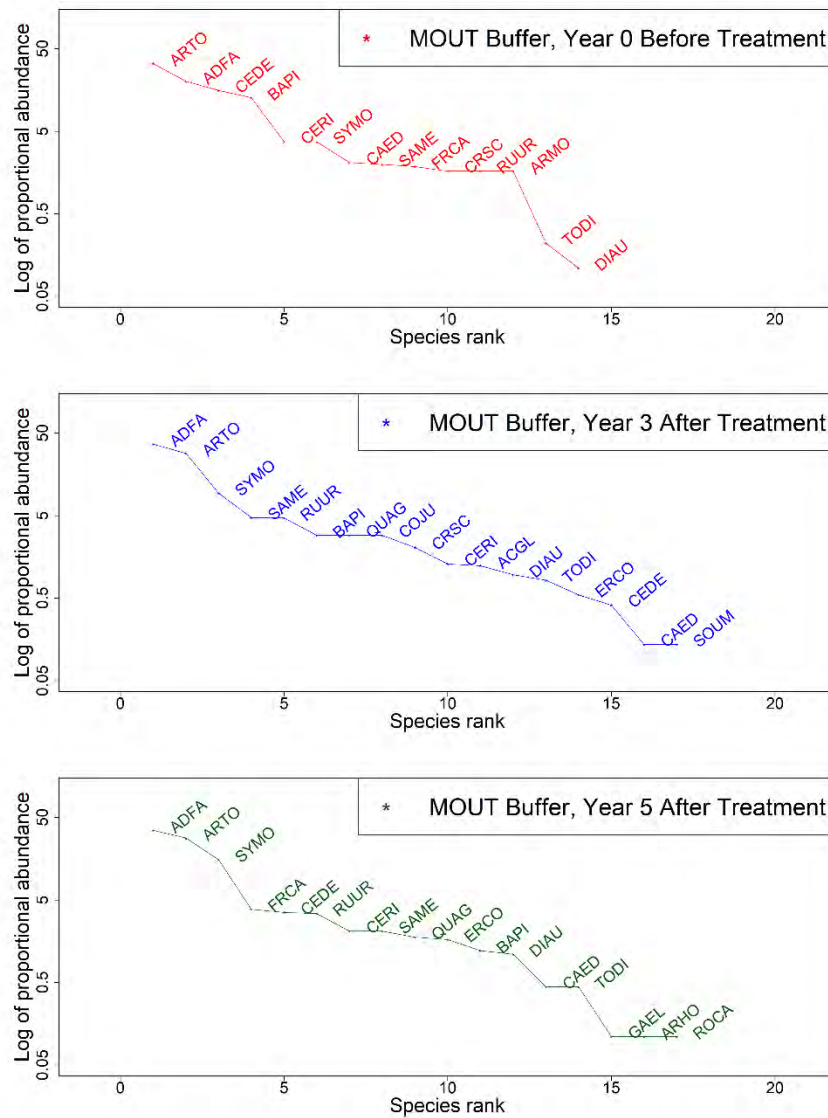 * MOUT Buffer, Year 0 Before Treatment
Log of proportional abundance
50
5
0.5
0.05
ARTO
ADFA
CEDE
BAPI
CERI
SYMO
CAED
SAME
FRCA
CRSC
RUUR
ARMO
TODI
DIAU
0 5 10 15 20
Species rank
* MOUT Buffer, Year 3 After Treatment
Log of proportional abundance
50
5
0.5
0.05
ADFA
ARTO
SYMO
SAME
RUUR
BAPI
QUAG
COJU
CRSC
CERI
ACGL
DIAU
TODI
ERCO
CEDE
CAED
SOUM
0 5 10 15 20
Species rank
* MOUT Buffer, Year 5 After Treatment
Log of proportional abundance
50
5
0.5
0.05
ADFA
ARTO
SYMO
FRCA
CEDE
RUUR
CERI
SAME
QUAG
ERCO
BAPI
DIAU
CAED
TODI
GAEL
ARHO
ROCA
0 5 10 15 20
Species rank